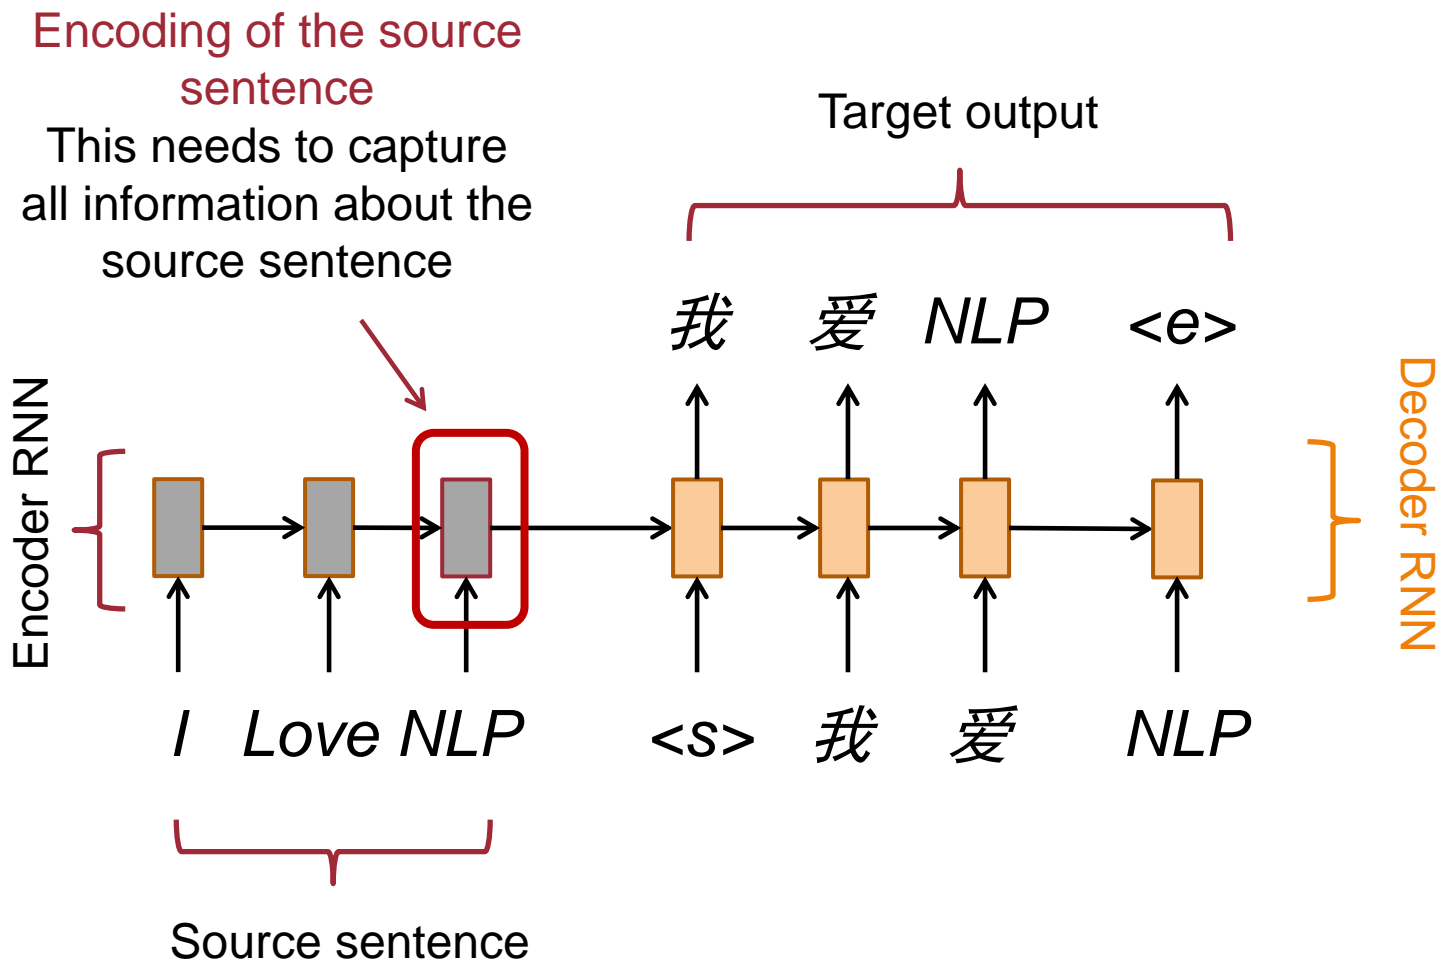 Encoding of the source
sentence
This needs to capture
all information about the
source sentence
Target output
我 爱 NLP <e>
Encoder RNN
Decoder RNN
I Love NLP <s> 我 爱 NLP
Source sentence